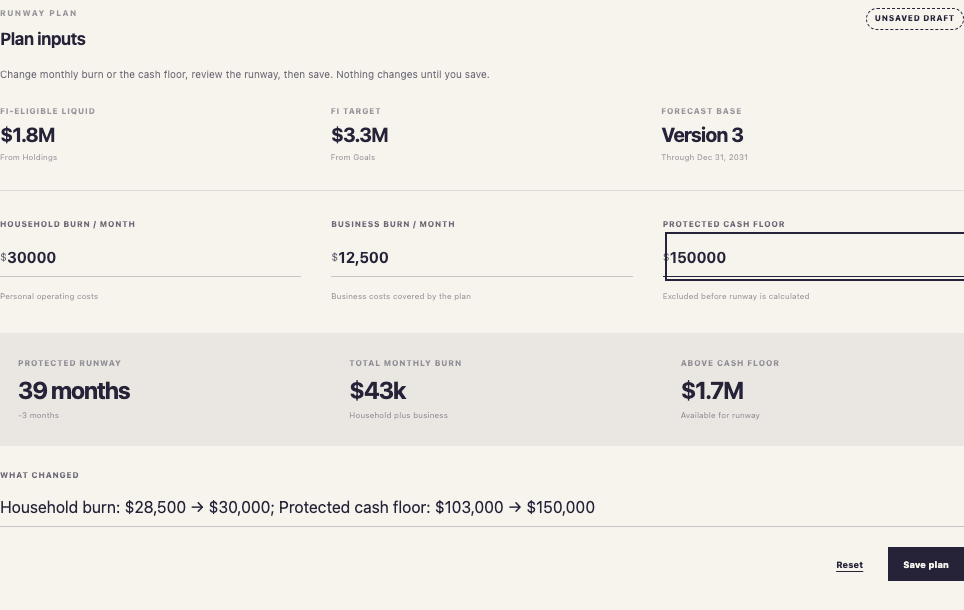 RUNWAY PLAN
UNSAVED DRAFT
Plan inputs
Change monthly burn or the cash floor, review the runway, then save. Nothing changes until you save.
FI-ELIGIBLE LIQUID
$1.8M
From Holdings
FI TARGET
$3.3M
From Goals
FORECAST BASE
Version 3
Through Dec 31, 2031
HOUSEHOLD BURN / MONTH
$30000
Personal operating costs
BUSINESS BURN / MONTH
$12,500
Business costs covered by the plan
PROTECTED CASH FLOOR
$150000
Excluded before runway is calculated
PROTECTED RUNWAY
39 months
-3 months
TOTAL MONTHLY BURN
$43k
Household plus business
ABOVE CASH FLOOR
$1.7M
Available for runway
WHAT CHANGED
Household burn: $28,500 → $30,000; Protected cash floor: $103,000 → $150,000
Reset
Save plan